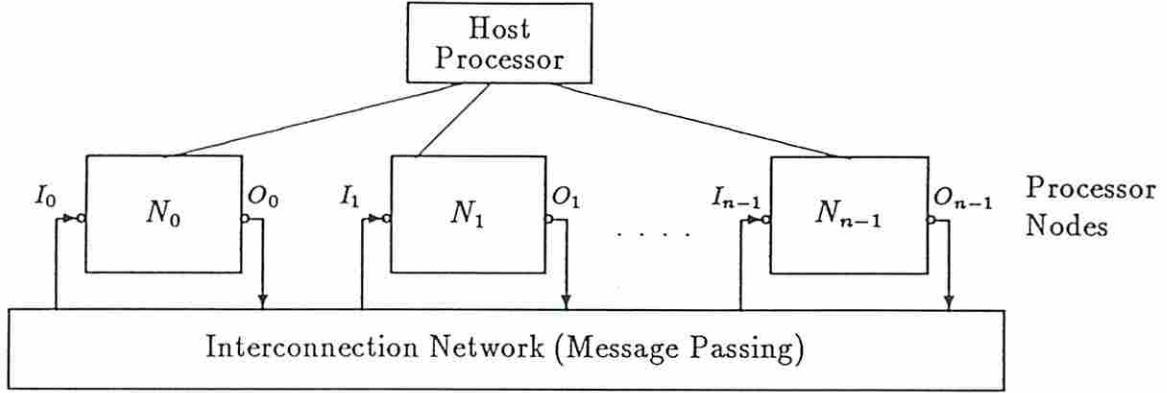 Host
Processor
I₀ N₀ O₀ I₁ N₁ O₁ . . . . Iₙ₋₁ Nₙ₋₁ Oₙ₋₁
Processor
Nodes
Interconnection Network (Message Passing)